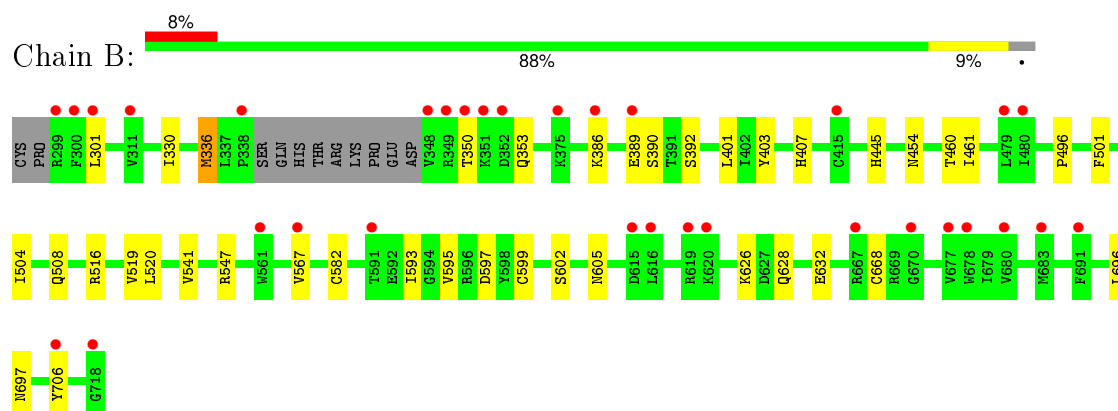 8%
Chain B:
88% 9% •
CYS PRO R299 F300 L301 V311 I330 M336 L337 P338 SER GLN HIS THR ARG LYS PRO GLU ASP V348 R349 T350 K351 D352 Q353 K375 K386 E389 S390 T391 S392 L401 T402 Y403 H407 C415 H445 N454 T460 I461 L479 I480 P496 F501
I504 Q508 R516 V519 L520 V541 R547 W561 V567 C582 T591 E592 I593 G594 V595 R596 D597 Y598 C599 S602 N605 D615 L616 R619 K620 K626 D627 Q628 E632 R667 C668 R669 G670 V677 W678 I679 V680 M683 F691
N697 Y706 G718